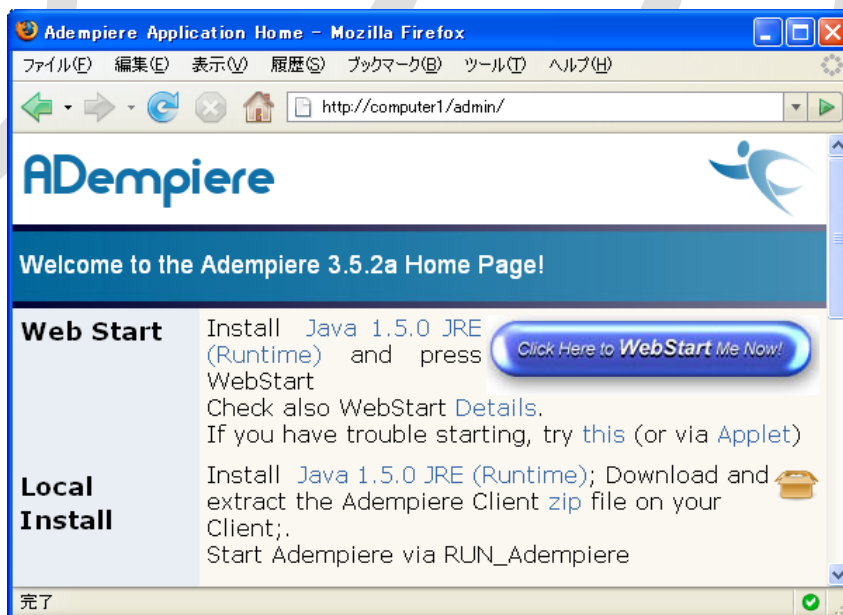 Adempiere Application Home - Mozilla Firefox
ファイル(F) 編集(E) 表示(V) 履歴(S) ブックマーク(B) ツール(T) ヘルプ(H)
http://computer1/admin/
ADempiere
Welcome to the Adempiere 3.5.2a Home Page!
Web Start
Install Java 1.5.0 JRE
(Runtime) and press
WebStart
Click Here to WebStart Me Now!
Check also WebStart Details.
If you have trouble starting, try this (or via Applet)
Local
Install
Install Java 1.5.0 JRE (Runtime); Download and
extract the Adempiere Client zip file on your
Client;.
Start Adempiere via RUN_Adempiere
完了